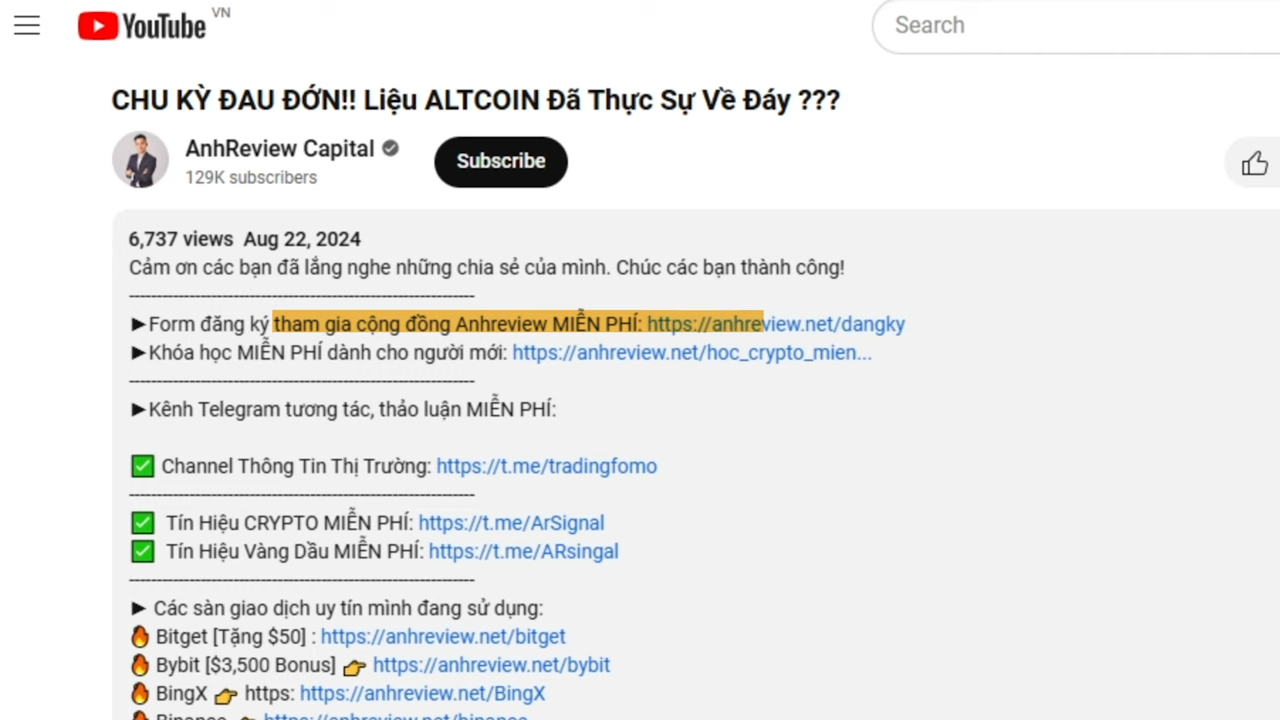 YouTube VN
Search
CHU KỲ ĐAU ĐỚN!! Liệu ALTCOIN Đã Thực Sự Về Đáy ???
AnhReview Capital
Subscribe
129K subscribers
6,737 views Aug 22, 2024
Cảm ơn các bạn đã lắng nghe những chia sẻ của mình. Chúc các bạn thành công!
---------------------------------------------------------------
►Form đăng ký tham gia cộng đồng Anhreview MIỄN PHÍ: https://anhreview.net/dangky
►Khóa học MIỄN PHÍ dành cho người mới: https://anhreview.net/hoc_crypto_mien...
---------------------------------------------------------------
►Kênh Telegram tương tác, thảo luận MIỄN PHÍ:
✅ Channel Thông Tin Thị Trường: https://t.me/tradingfomo
---------------------------------------------------------------
✅ Tín Hiệu CRYPTO MIỄN PHÍ: https://t.me/ArSignal
✅ Tín Hiệu Vàng Dầu MIỄN PHÍ: https://t.me/ARsingal
---------------------------------------------------------------
► Các sàn giao dịch uy tín mình đang sử dụng:
🔥 Bitget [Tặng $50] : https://anhreview.net/bitget
🔥 Bybit [$3,500 Bonus] 👉 https://anhreview.net/bybit
🔥 BingX 👉 https: https://anhreview.net/BingX
🔥 Binance 👉 https://anhreview.net/binance